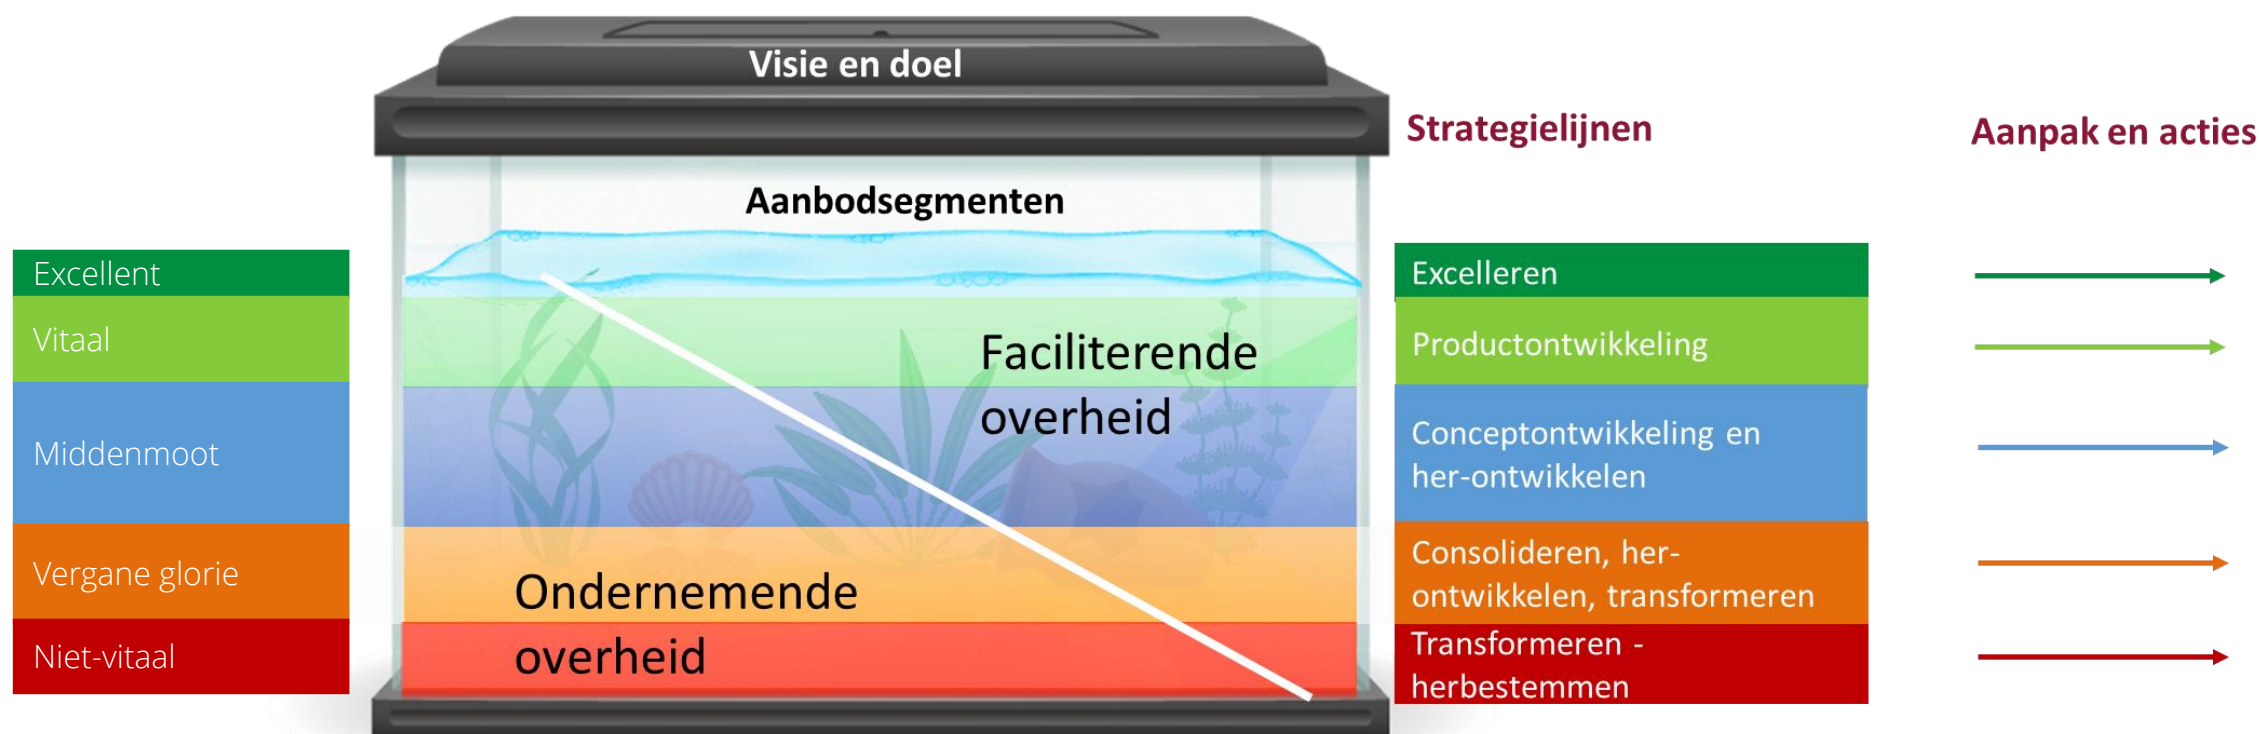 Visie en doel
Strategielijnen
Aanpak en acties
Aanbodsegmenten
Excellent
Vitaal
Middenmoot
Vergane glorie
Niet-vitaal
Faciliterende
overheid
Ondernemende
overheid
Excelleren
Productontwikkeling
Conceptontwikkeling en
her-ontwikkelen
Consolideren, her-
ontwikkelen, transformeren
Transformeren -
herbestemmen